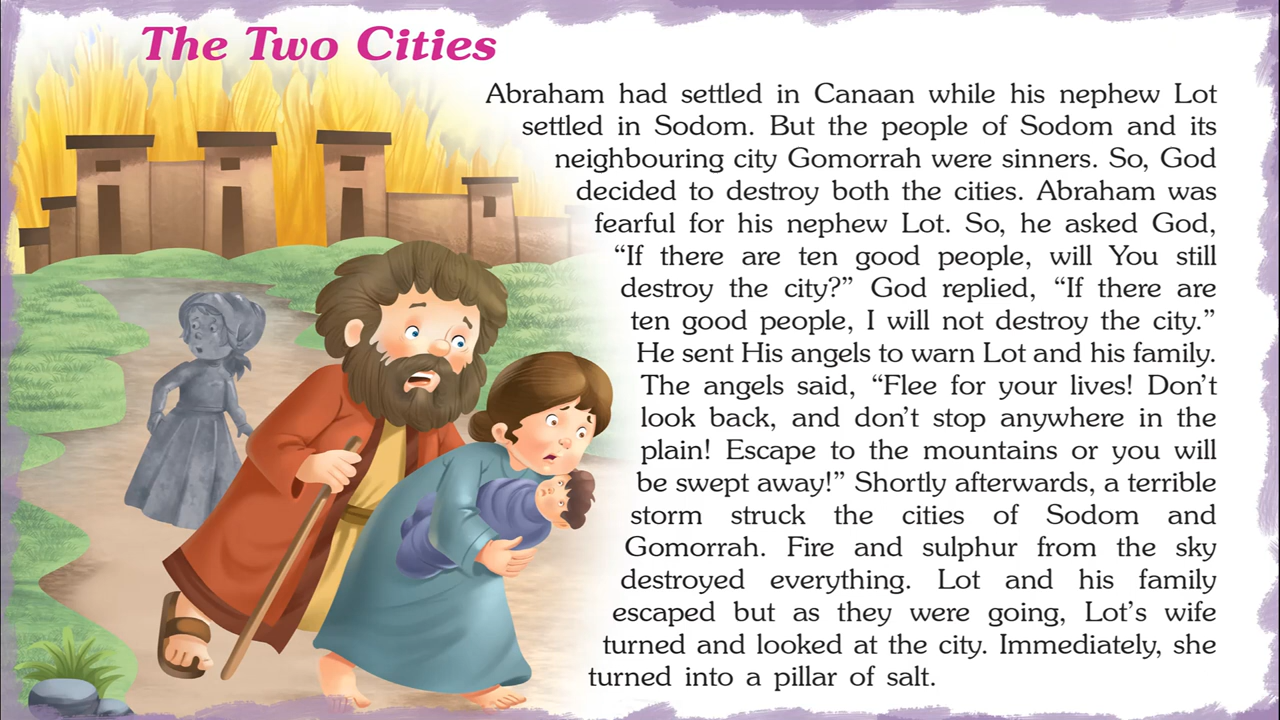 The Two Cities
Abraham had settled in Canaan while his nephew Lot
settled in Sodom. But the people of Sodom and its
neighbouring city Gomorrah were sinners. So, God
decided to destroy both the cities. Abraham was
fearful for his nephew Lot. So, he asked God,
“If there are ten good people, will You still
destroy the city?” God replied, “If there are
ten good people, I will not destroy the city.”
He sent His angels to warn Lot and his family.
The angels said, “Flee for your lives! Don’t
look back, and don’t stop anywhere in the
plain! Escape to the mountains or you will
be swept away!” Shortly afterwards, a terrible
storm struck the cities of Sodom and
Gomorrah. Fire and sulphur from the sky
destroyed everything. Lot and his family
escaped but as they were going, Lot’s wife
turned and looked at the city. Immediately, she
turned into a pillar of salt.